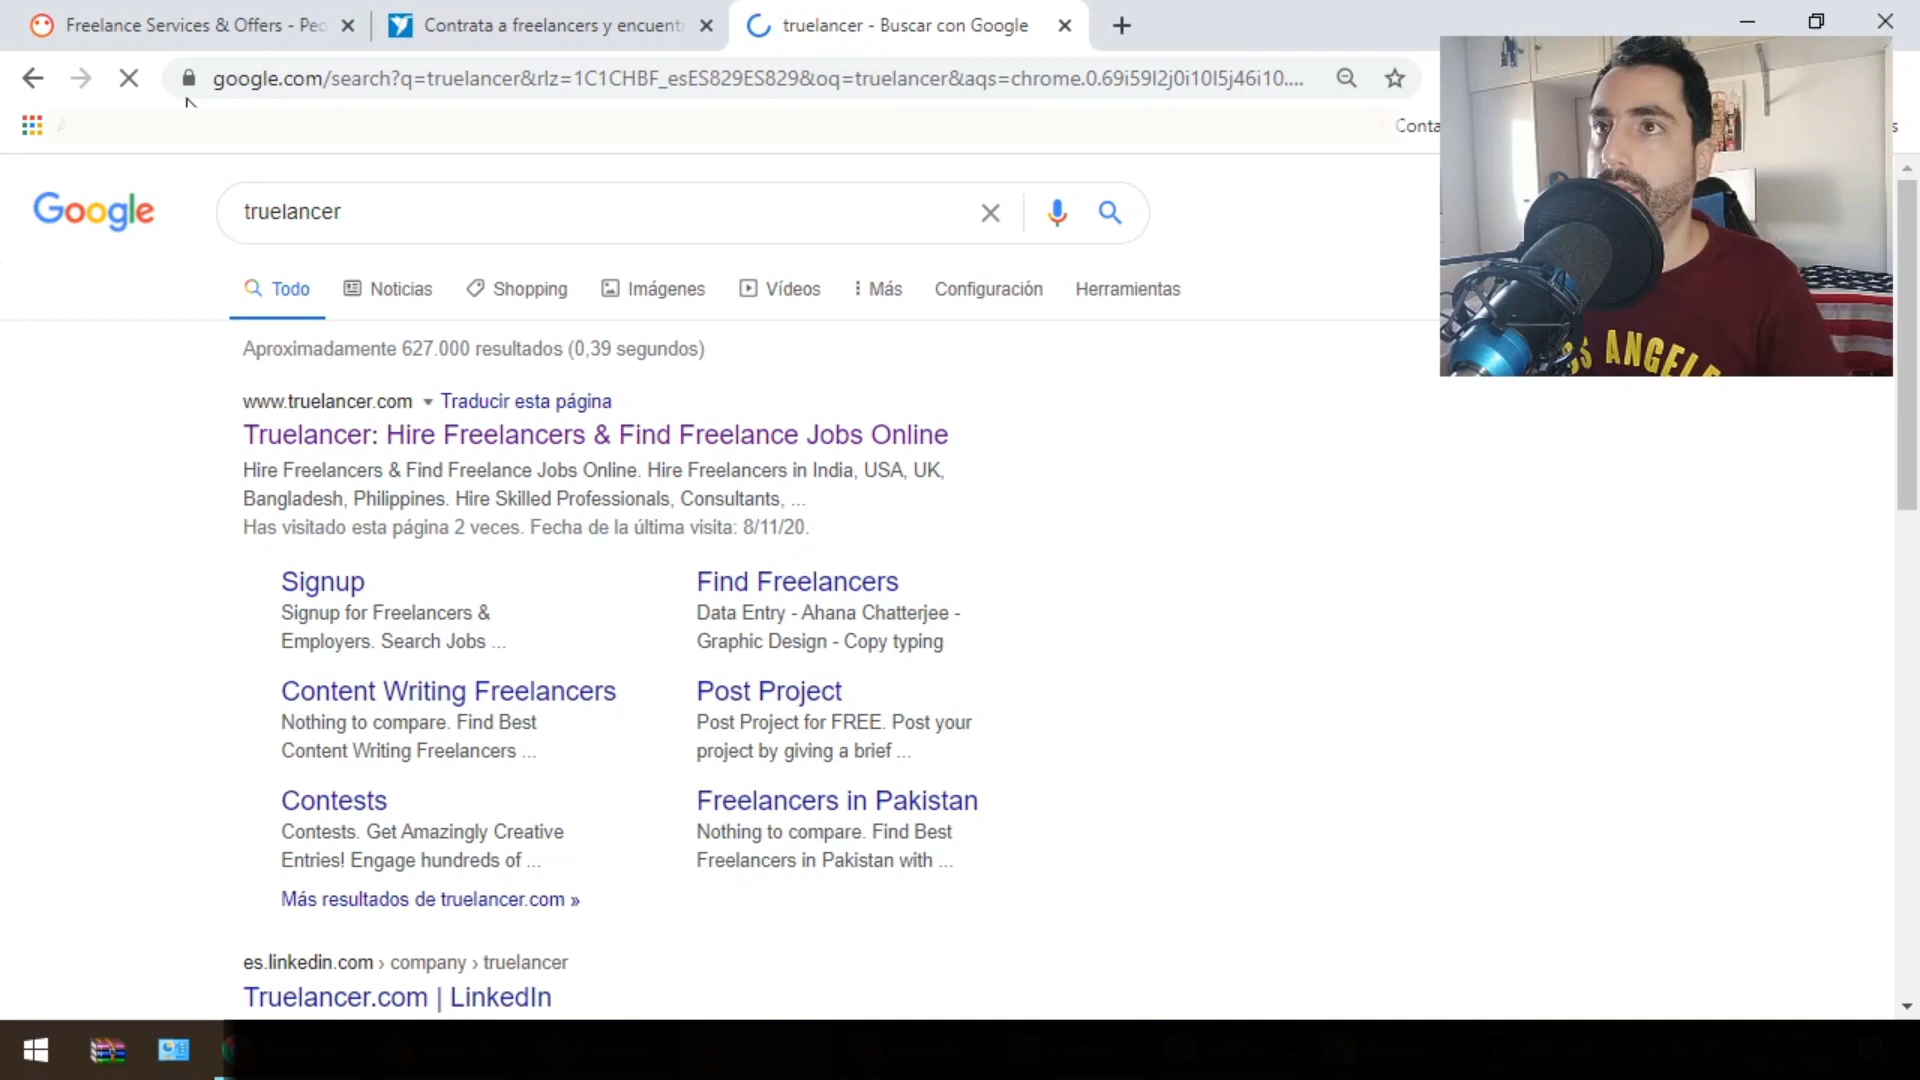 Freelance Services & Offers - Peo
Contrata a freelancers y encuentr
truelancer - Buscar con Google
google.com/search?q=truelancer&rlz=1C1CHBF_esES829ES829&oq=truelancer&aqs=chrome.0.69i59l2j0i10l5j46i10....
Google
truelancer
Todo
Noticias
Shopping
Imágenes
Vídeos
Más
Configuración
Herramientas
Aproximadamente 627.000 resultados (0,39 segundos)
www.truelancer.com Traducir esta página
Truelancer: Hire Freelancers & Find Freelance Jobs Online
Hire Freelancers & Find Freelance Jobs Online. Hire Freelancers in India, USA, UK,
Bangladesh, Philippines. Hire Skilled Professionals, Consultants, ...
Has visitado esta página 2 veces. Fecha de la última visita: 8/11/20.
Signup
Signup for Freelancers &
Employers. Search Jobs ...
Find Freelancers
Data Entry - Ahana Chatterjee -
Graphic Design - Copy typing
Content Writing Freelancers
Nothing to compare. Find Best
Content Writing Freelancers ...
Post Project
Post Project for FREE. Post your
project by giving a brief ...
Contests
Contests. Get Amazingly Creative
Entries! Engage hundreds of ...
Freelancers in Pakistan
Nothing to compare. Find Best
Freelancers in Pakistan with ...
Más resultados de truelancer.com »
es.linkedin.com › company › truelancer
Truelancer.com | LinkedIn
ANGELE